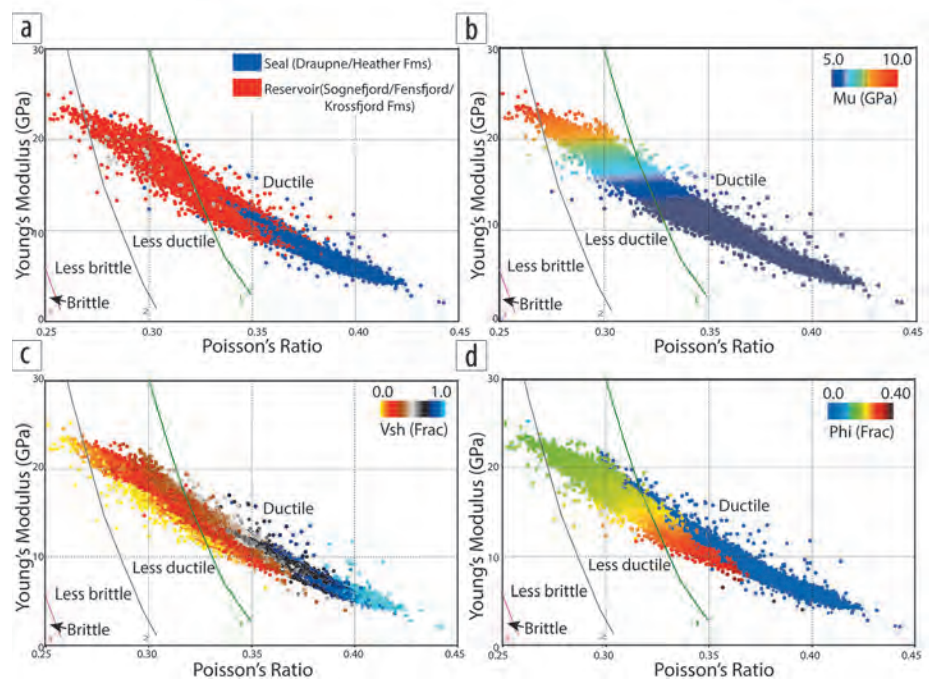 a
Seal (Draupne/Heather Fms)
Reservoir(Sognefjord/Fensfjord/
Krossfjord Fms)
Ductile
Less ductile
Less brittle
Brittle
30
20
10
0
0.25 0.30 0.35 0.40 0.45
Young's Modulus (GPa)
Poisson's Ratio
b
5.0 10.0
Mu (GPa)
Ductile
Less ductile
Less brittle
Brittle
30
20
10
0
0.25 0.30 0.35 0.40 0.45
Young's Modulus (GPa)
Poisson's Ratio
c
0.0 1.0
Vsh (Frac)
Ductile
Less ductile
Less brittle
Brittle
30
20
10
0
0.25 0.30 0.35 0.40 0.45
Young's Modulus (GPa)
Poisson's Ratio
d
0.0 0.40
Phi (Frac)
Ductile
Less ductile
Less brittle
Brittle
30
20
10
0
0.25 0.30 0.35 0.40 0.45
Young's Modulus (GPa)
Poisson's Ratio